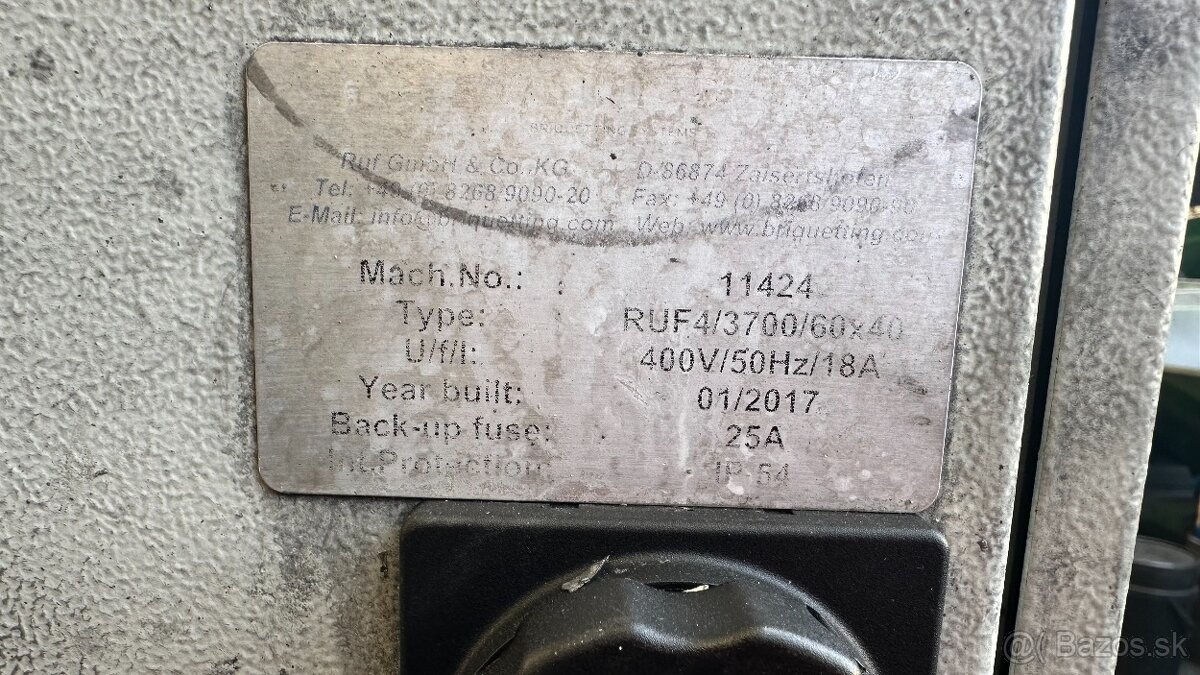 BRIQUETTING SYSTEMS
Ruf GmbH & Co. KG D-86874 Zaisertshofen
Tel: +49 (0) 8268 9090-20 Fax: +49 (0) 8268 9090-90
E-Mail: info@briquetting.com Web: www.briquetting.com
Mach.No.: 11424
Type: RUF4/3700/60x40
U/f/I: 400V/50Hz/18A
Year built: 01/2017
Back-up fuse: 25A
Int.Protection: IP 54
Bazos.sk